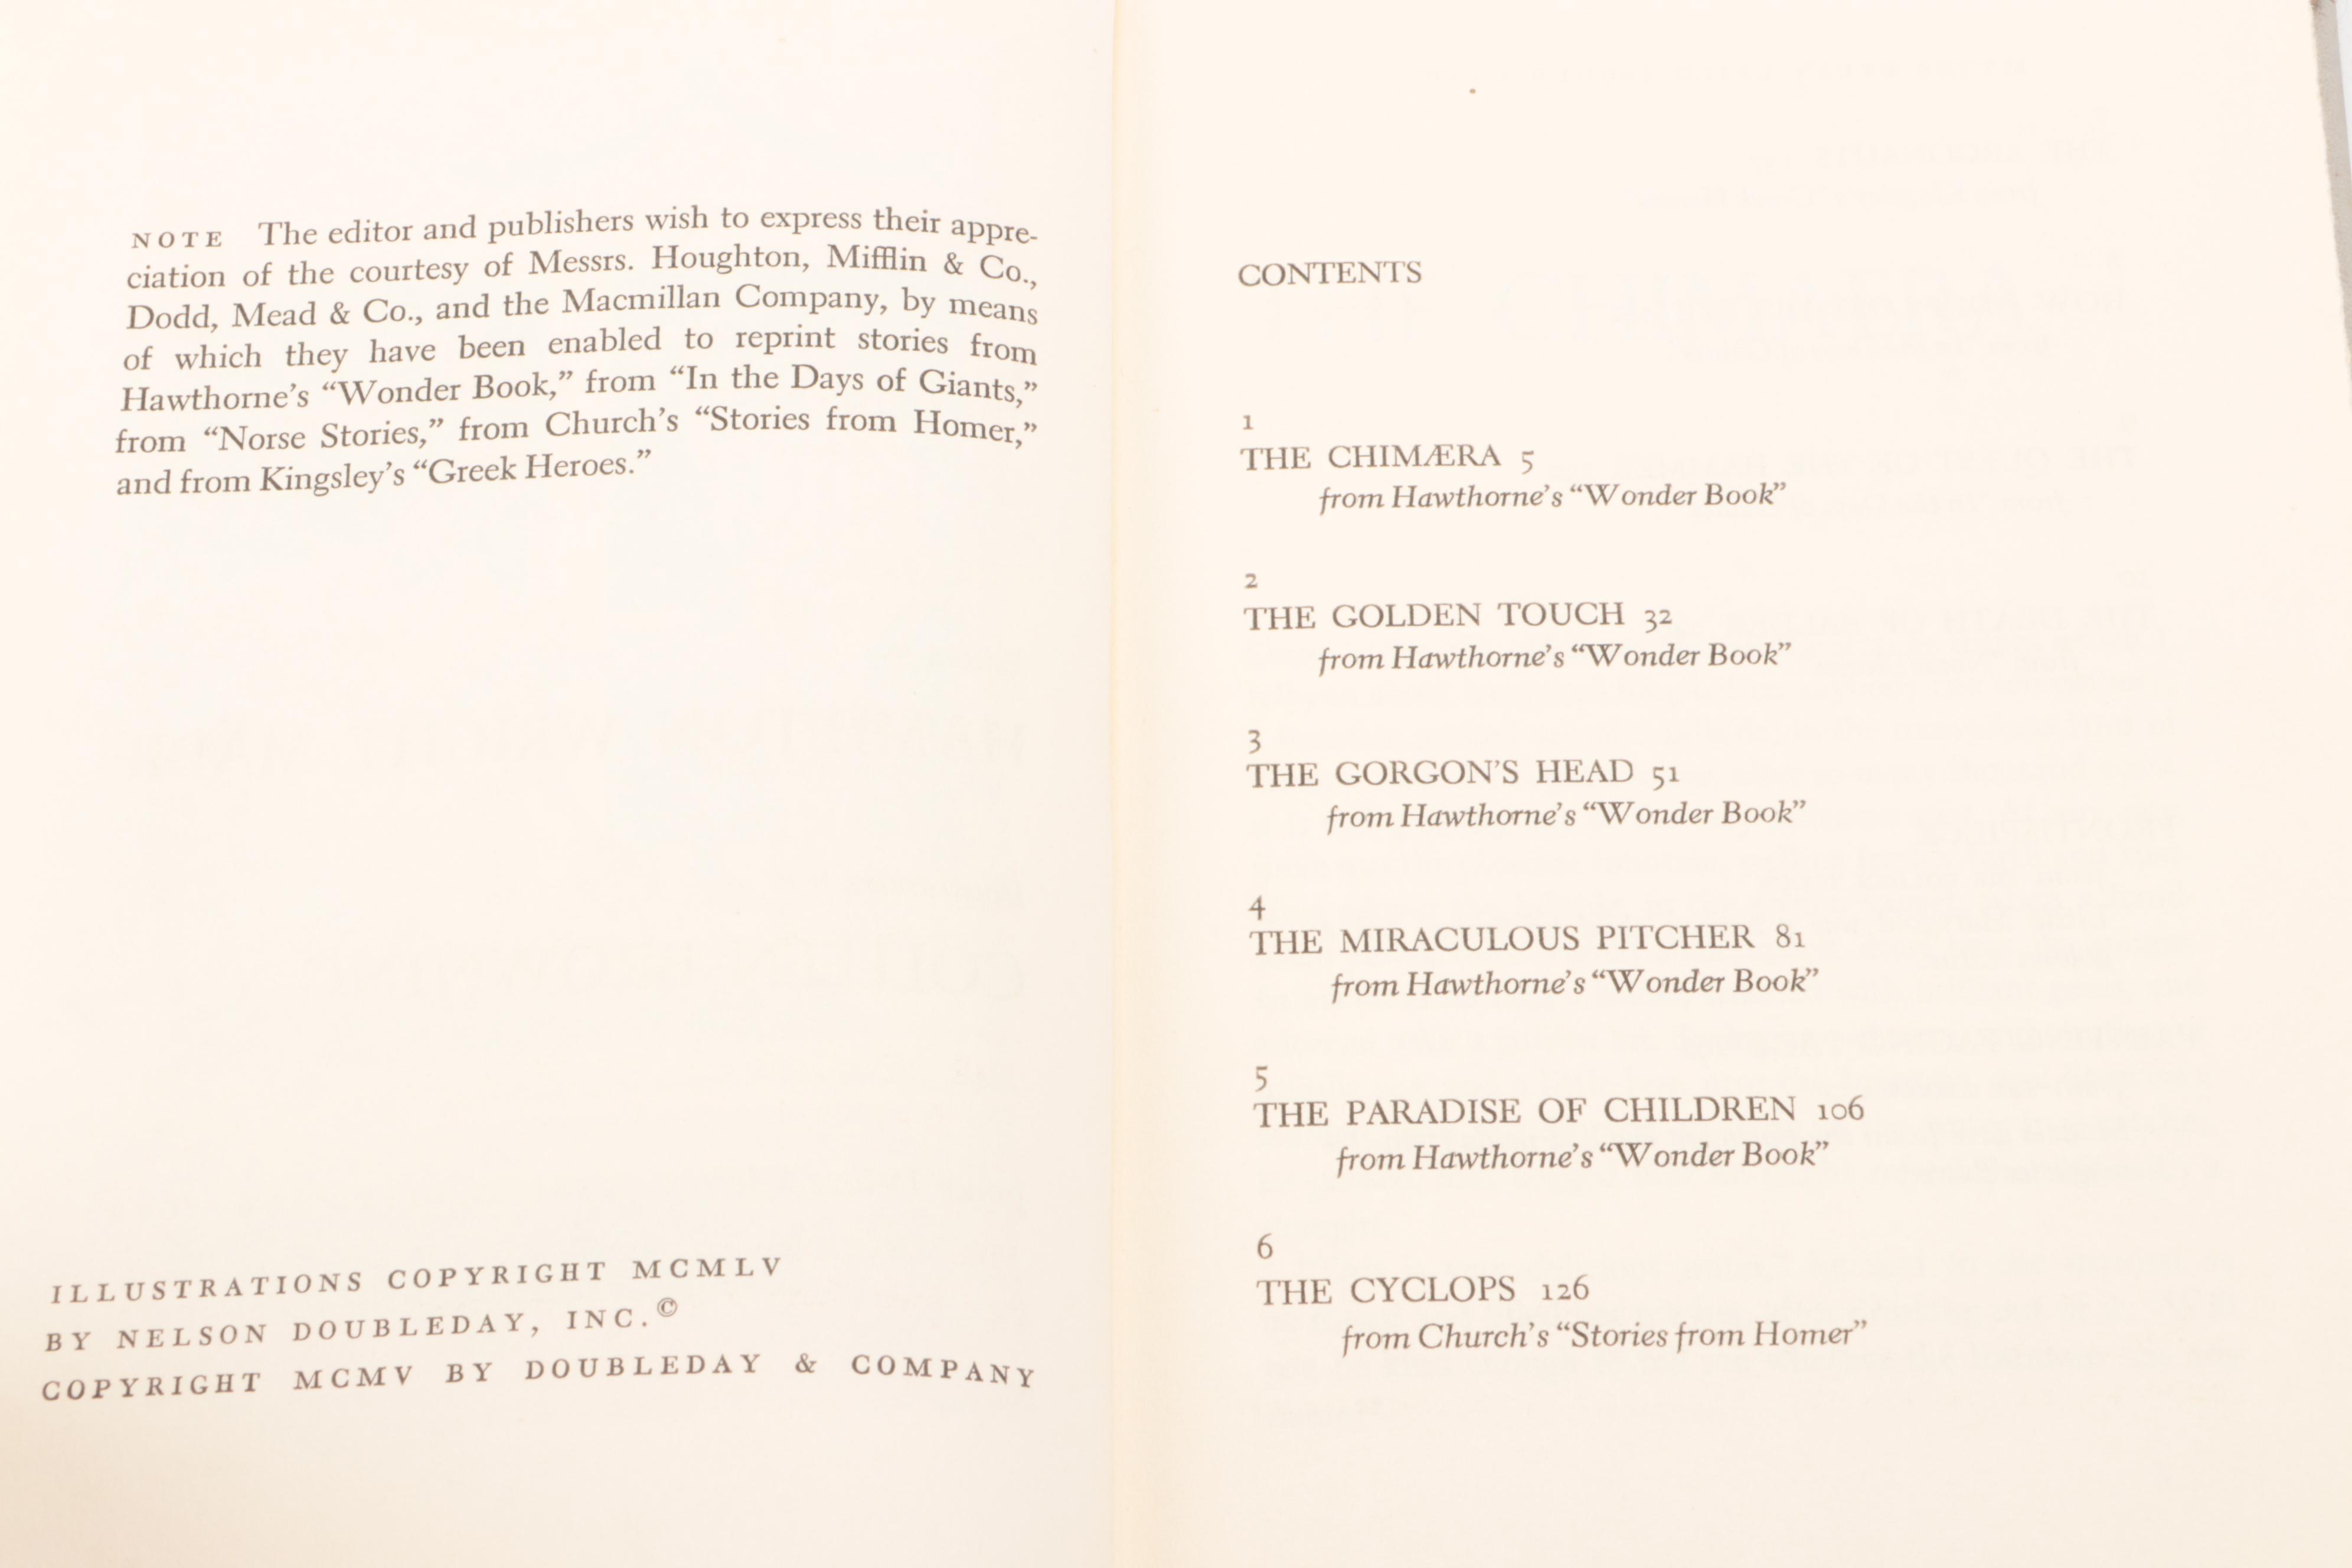 NOTE The editor and publishers wish to express their appre-
ciation of the courtesy of Messrs. Houghton, Mifflin & Co.,
Dodd, Mead & Co., and the Macmillan Company, by means
of which they have been enabled to reprint stories from
Hawthorne's “Wonder Book,” from “In the Days of Giants,”
from “Norse Stories,” from Church's “Stories from Homer,”
and from Kingsley's “Greek Heroes.”
ILLUSTRATIONS COPYRIGHT MCMLV
BY NELSON DOUBLEDAY, INC.©
COPYRIGHT MCMV BY DOUBLEDAY & COMPANY
CONTENTS
1
THE CHIMÆRA 5
from Hawthorne's “Wonder Book”
2
THE GOLDEN TOUCH 32
from Hawthorne's “Wonder Book”
3
THE GORGON'S HEAD 51
from Hawthorne's “Wonder Book”
4
THE MIRACULOUS PITCHER 81
from Hawthorne's “Wonder Book”
5
THE PARADISE OF CHILDREN 106
from Hawthorne's “Wonder Book”
6
THE CYCLOPS 126
from Church's “Stories from Homer”